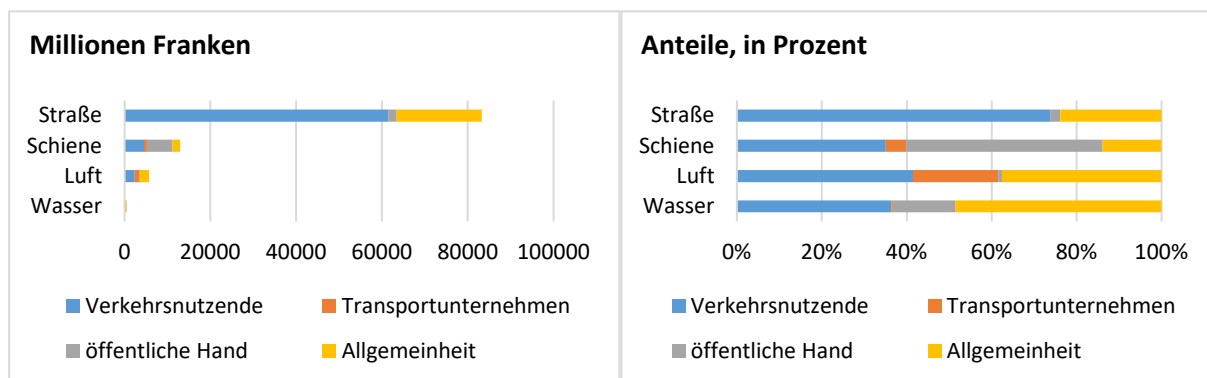 Millionen Franken
Straße
Schiene
Luft
Wasser
0 20000 40000 60000 80000 100000
Verkehrsnutzende Transportunternehmen
öffentliche Hand Allgemeinheit
Anteile, in Prozent
Straße
Schiene
Luft
Wasser
0% 20% 40% 60% 80% 100%
Verkehrsnutzende Transportunternehmen
öffentliche Hand Allgemeinheit